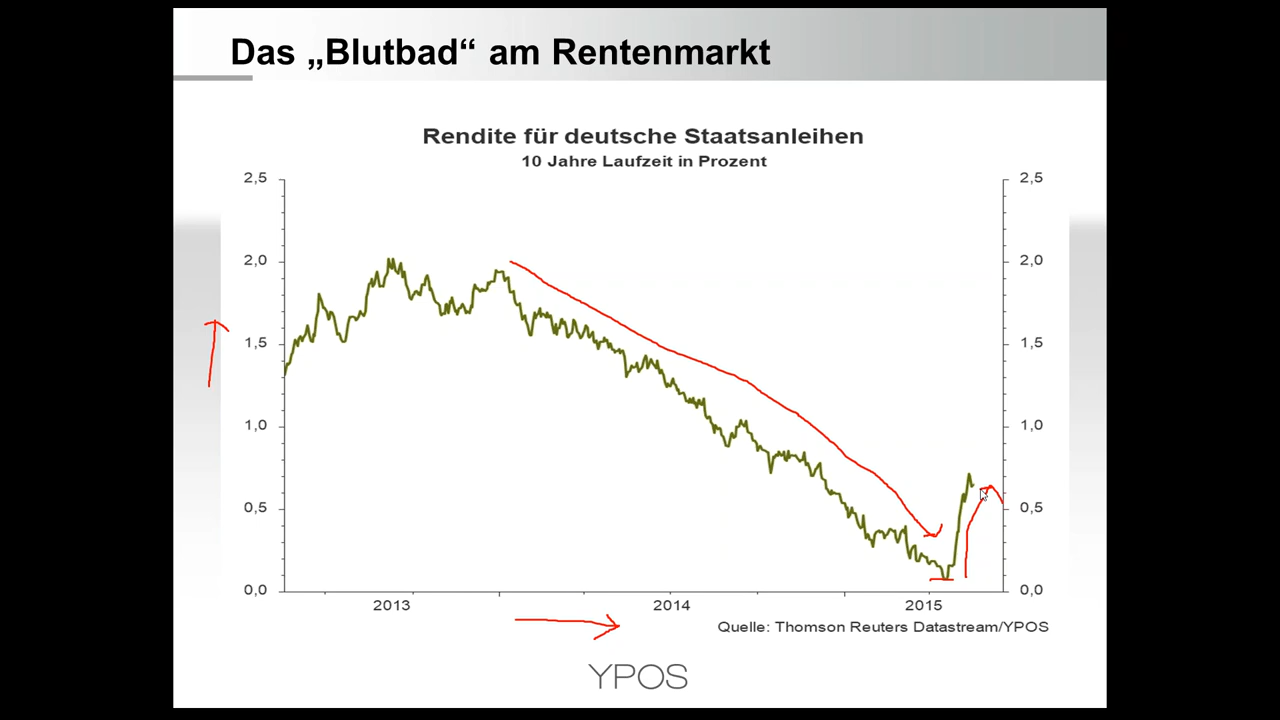 Das „Blutbad“ am Rentenmarkt
Rendite für deutsche Staatsanleihen
10 Jahre Laufzeit in Prozent
2,5 2,5
2,0 2,0
1,5 1,5
1,0 1,0
0,5 0,5
0,0 0,0
2013 2014 2015
Quelle: Thomson Reuters Datastream/YPOS
YPOS